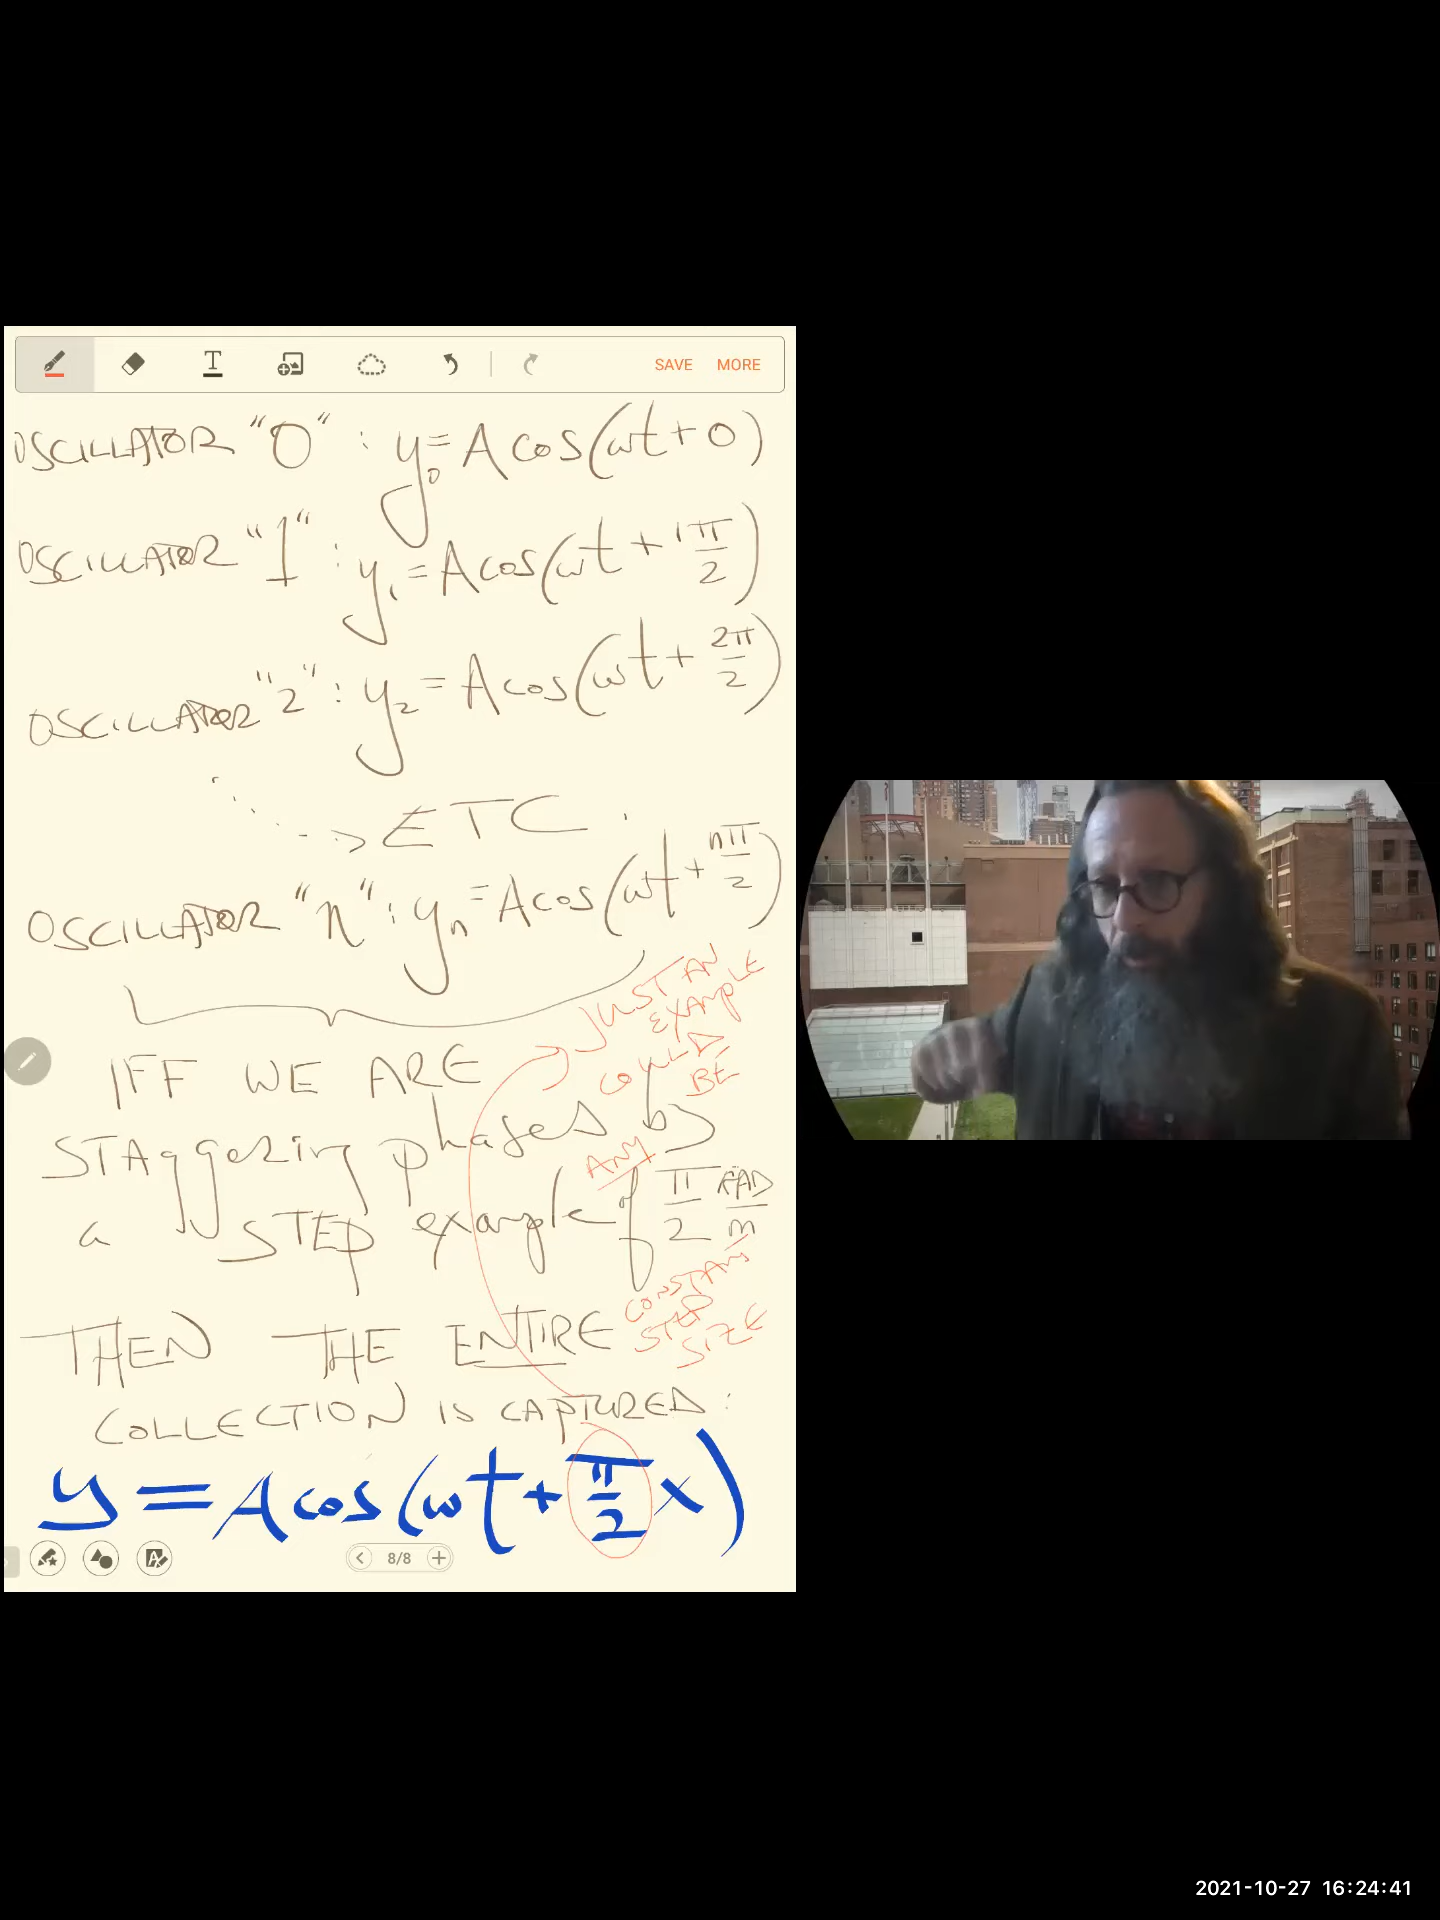 T SAVE MORE
OSCILLATOR "0" : y₀ = A cos(ωt + 0)
OSCILLATOR "1" : y₁ = A cos(ωt + 1π/2)
OSCILLATOR "2" : y₂ = A cos(ωt + 2π/2)
ETC.
OSCILLATOR "n" : yₙ = A cos(ωt + nπ/2)
JUST AN
EXAMPLE
COULD
BE
ANY
CONSTANT
STEP
SIZE
IFF WE ARE
STAggeRing phases by
a STEP example of π/2 RAD/m
THEN THE ENTIRE
COLLECTION IS CAPTURED:
y = A cos(ωt + π/2 x)
8/8
2021-10-27 16:24:41